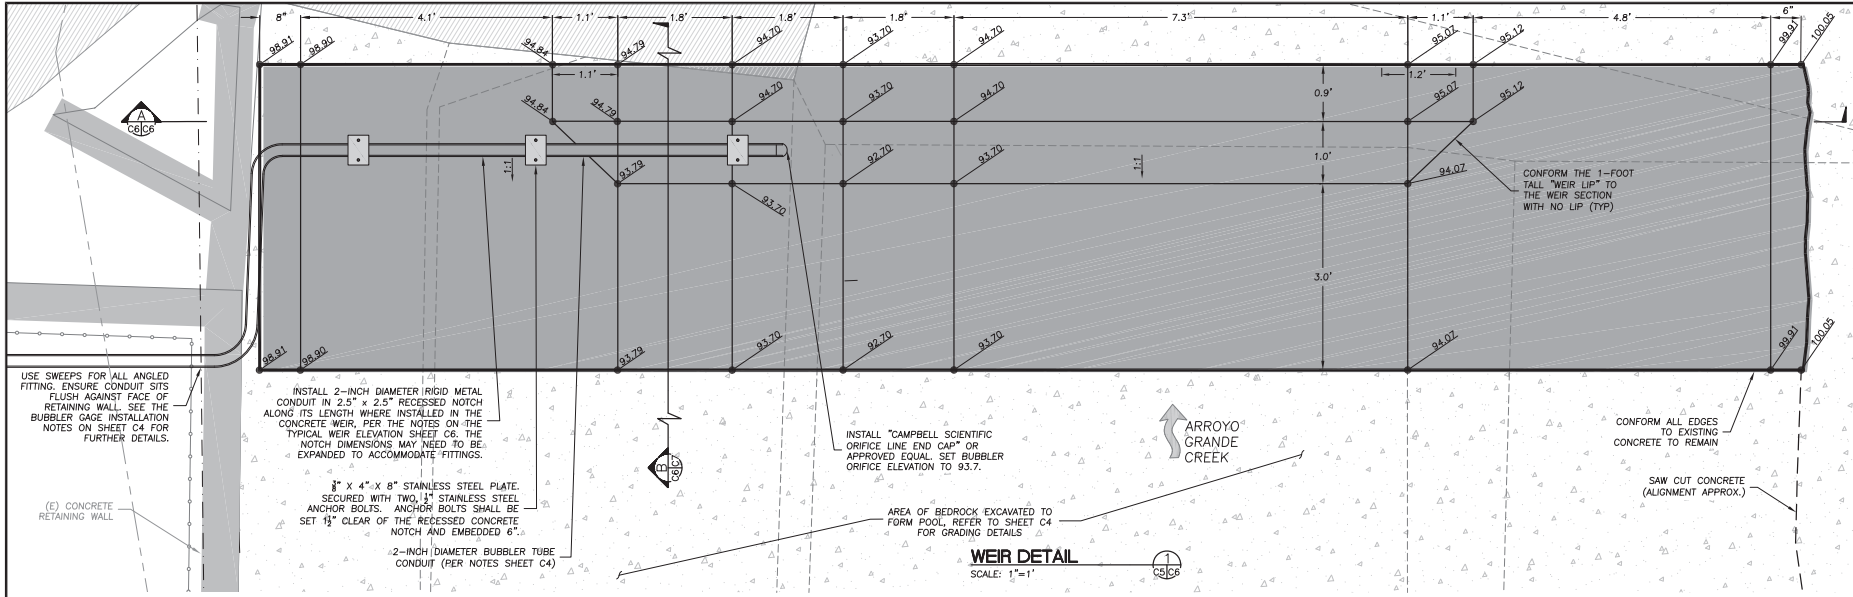 8" 4.1' 1.1' 1.8' 1.8' 1.8' 7.3' 1.1' 4.8' 6"
98.91 98.90 94.84 94.79 94.70 93.70 94.70 95.07 95.12 99.91 100.05
1.1' 1.2'
0.9'
94.84 94.79 94.70 93.70 94.70 95.07 95.12
A
C6 C6
1:1 93.79 93.70 92.70 93.70 1:1 1.0' 94.07
CONFORM THE 1-FOOT
TALL "WEIR LIP" TO
THE WEIR SECTION
WITH NO LIP (TYP)
3.0'
98.91 98.90 93.79 93.70 92.70 93.70 94.07 99.91 100.05
USE SWEEPS FOR ALL ANGLED
FITTING. ENSURE CONDUIT SITS
FLUSH AGAINST FACE OF
RETAINING WALL. SEE THE
BUBBLER GAGE INSTALLATION
NOTES ON SHEET C4 FOR
FURTHER DETAILS.
INSTALL 2-INCH DIAMETER RIGID METAL
CONDUIT IN 2.5" x 2.5" RECESSED NOTCH
ALONG ITS LENGTH WHERE INSTALLED IN THE
CONCRETE WEIR, PER THE NOTES ON THE
TYPICAL WEIR ELEVATION SHEET C6. THE
NOTCH DIMENSIONS MAY NEED TO BE
EXPANDED TO ACCOMMODATE FITTINGS.
INSTALL "CAMPBELL SCIENTIFIC
ORIFICE LINE END CAP" OR
APPROVED EQUAL. SET BUBBLER
ORIFICE ELEVATION TO 93.7.
ARROYO
GRANDE
CREEK
CONFORM ALL EDGES
TO EXISTING
CONCRETE TO REMAIN
B
C6 C7
X 4" X 8" STAINLESS STEEL PLATE.
SECURED WITH TWO, STAINLESS STEEL
ANCHOR BOLTS. ANCHOR BOLTS SHALL BE
SET 1½" CLEAR OF THE RECESSED CONCRETE
NOTCH AND EMBEDDED 6".
2-INCH DIAMETER BUBBLER TUBE
CONDUIT (PER NOTES SHEET C4)
(E) CONCRETE
RETAINING WALL
SAW CUT CONCRETE
(ALIGNMENT APPROX.)
AREA OF BEDROCK EXCAVATED TO
FORM POOL, REFER TO SHEET C4
FOR GRADING DETAILS
WEIR DETAIL
SCALE: 1"=1'
1
C5 C6